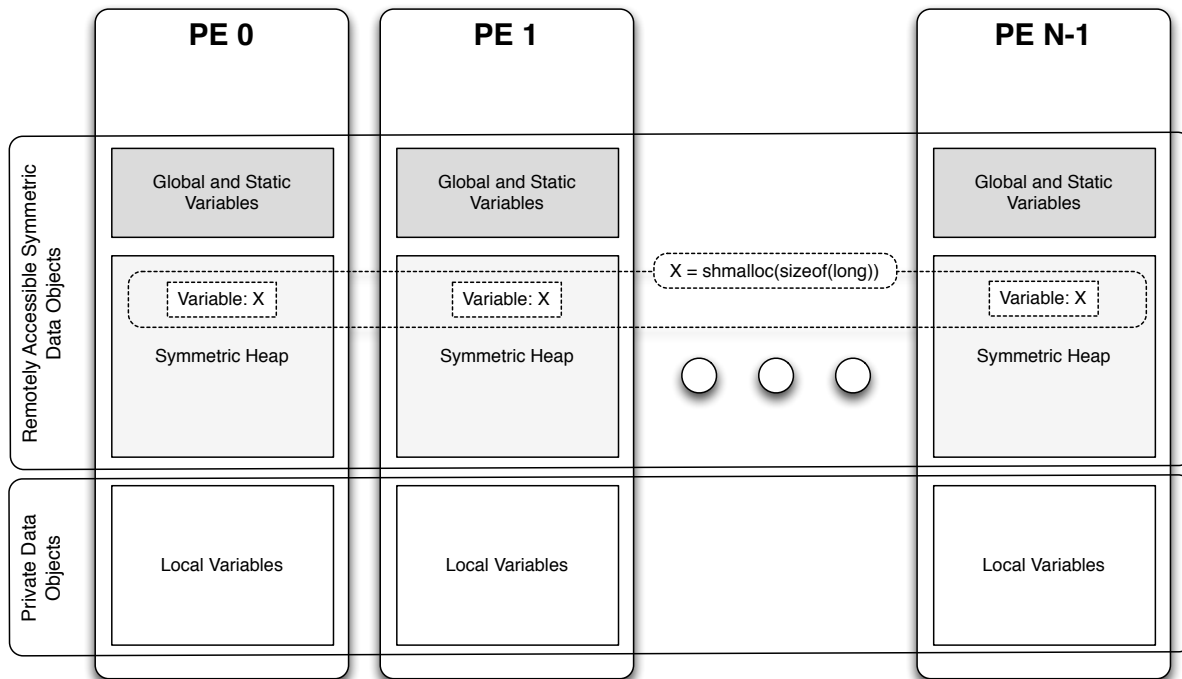 PE 0
PE 1
PE N-1
Remotely Accessible Symmetric
Data Objects
Global and Static
Variables
Global and Static
Variables
Global and Static
Variables
X = shmalloc(sizeof(long))
Variable: X
Variable: X
Variable: X
Symmetric Heap
Symmetric Heap
Symmetric Heap
Private Data
Objects
Local Variables
Local Variables
Local Variables